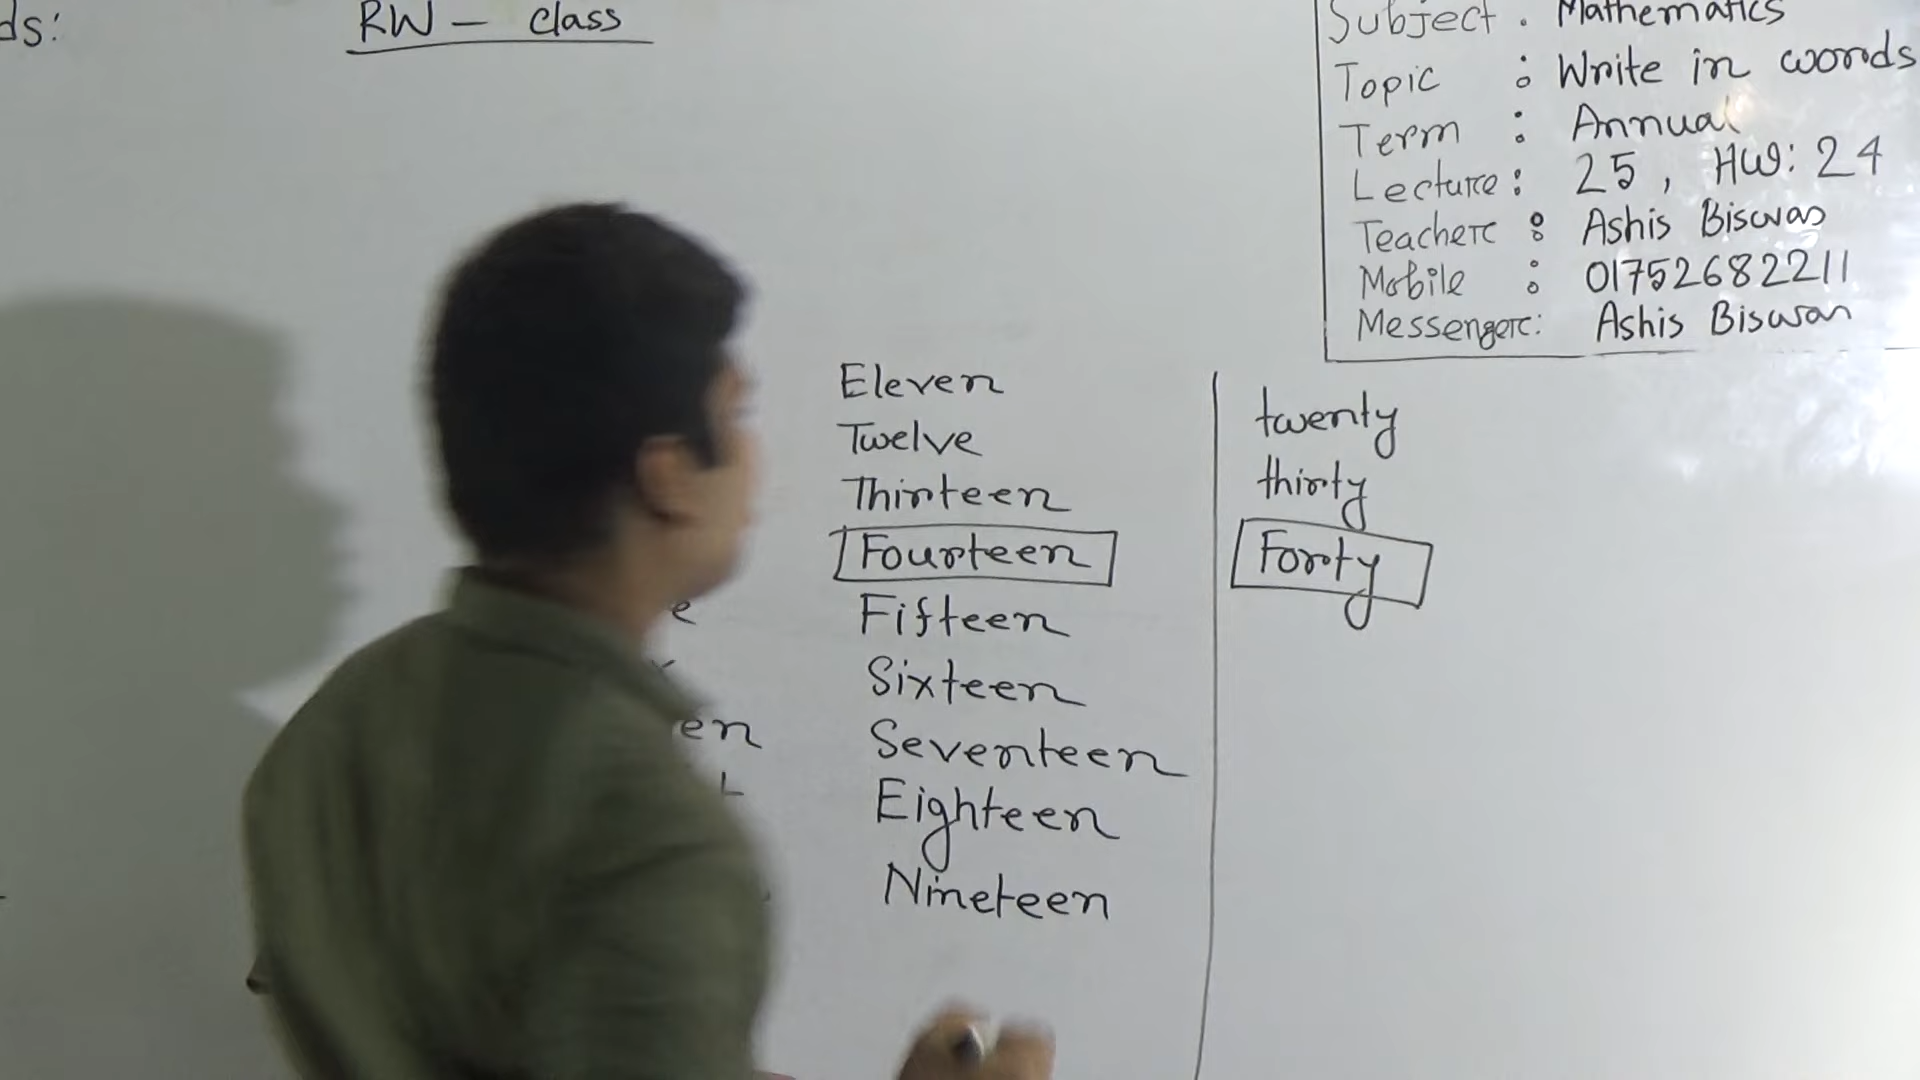 ds:
RW - Class
Subject : Mathematics
Topic : Write in words
Term : Annual
Lecture : 25, HW: 24
Teacher : Ashis Biswas
Mobile : 01752682211
Messenger: Ashis Biswas
Eleven
Twelve
Thirteen
Fourteen
Fifteen
Sixteen
Seventeen
Eighteen
Nineteen
twenty
thirty
Forty
e
en